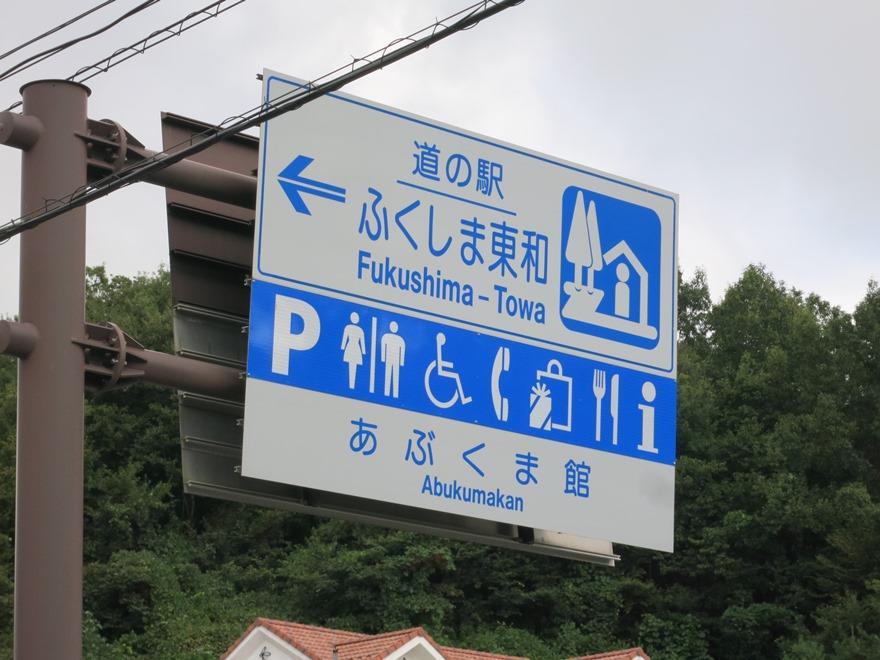 道の駅
ふくしま東和
Fukushima-Towa
P
i
あぶくま館
Abukumakan